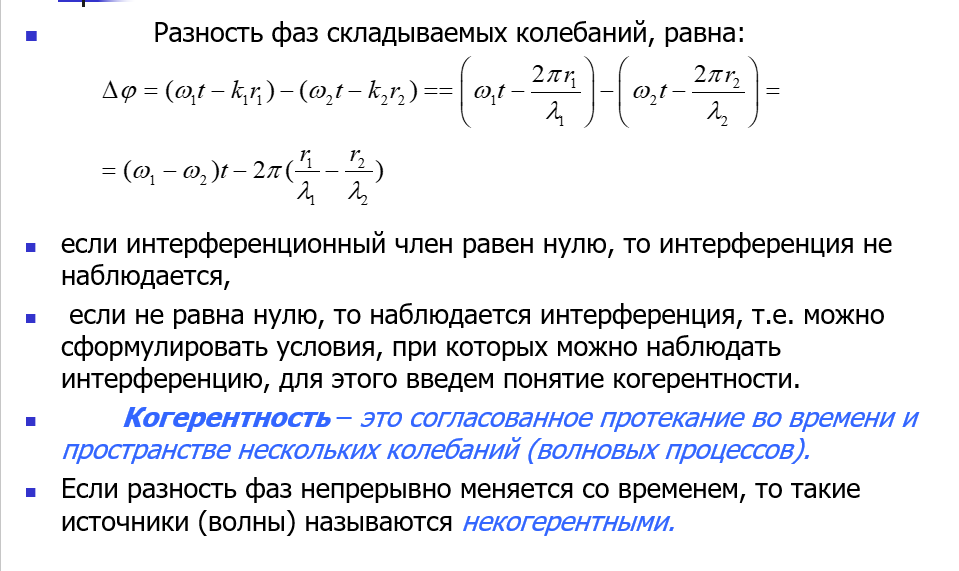 Разность фаз складываемых колебаний, равна:
Δφ = (ω₁t − k₁r₁) − (ω₂t − k₂r₂) == (ω₁t − 2πr₁/λ₁) − (ω₂t − 2πr₂/λ₂) =
= (ω₁ − ω₂)t − 2π(r₁/λ₁ − r₂/λ₂)
если интерференционный член равен нулю, то интерференция не
наблюдается,
если не равна нулю, то наблюдается интерференция, т.е. можно
сформулировать условия, при которых можно наблюдать
интерференцию, для этого введем понятие когерентности.
Когерентность – это согласованное протекание во времени и
пространстве нескольких колебаний (волновых процессов).
Если разность фаз непрерывно меняется со временем, то такие
источники (волны) называются некогерентными.